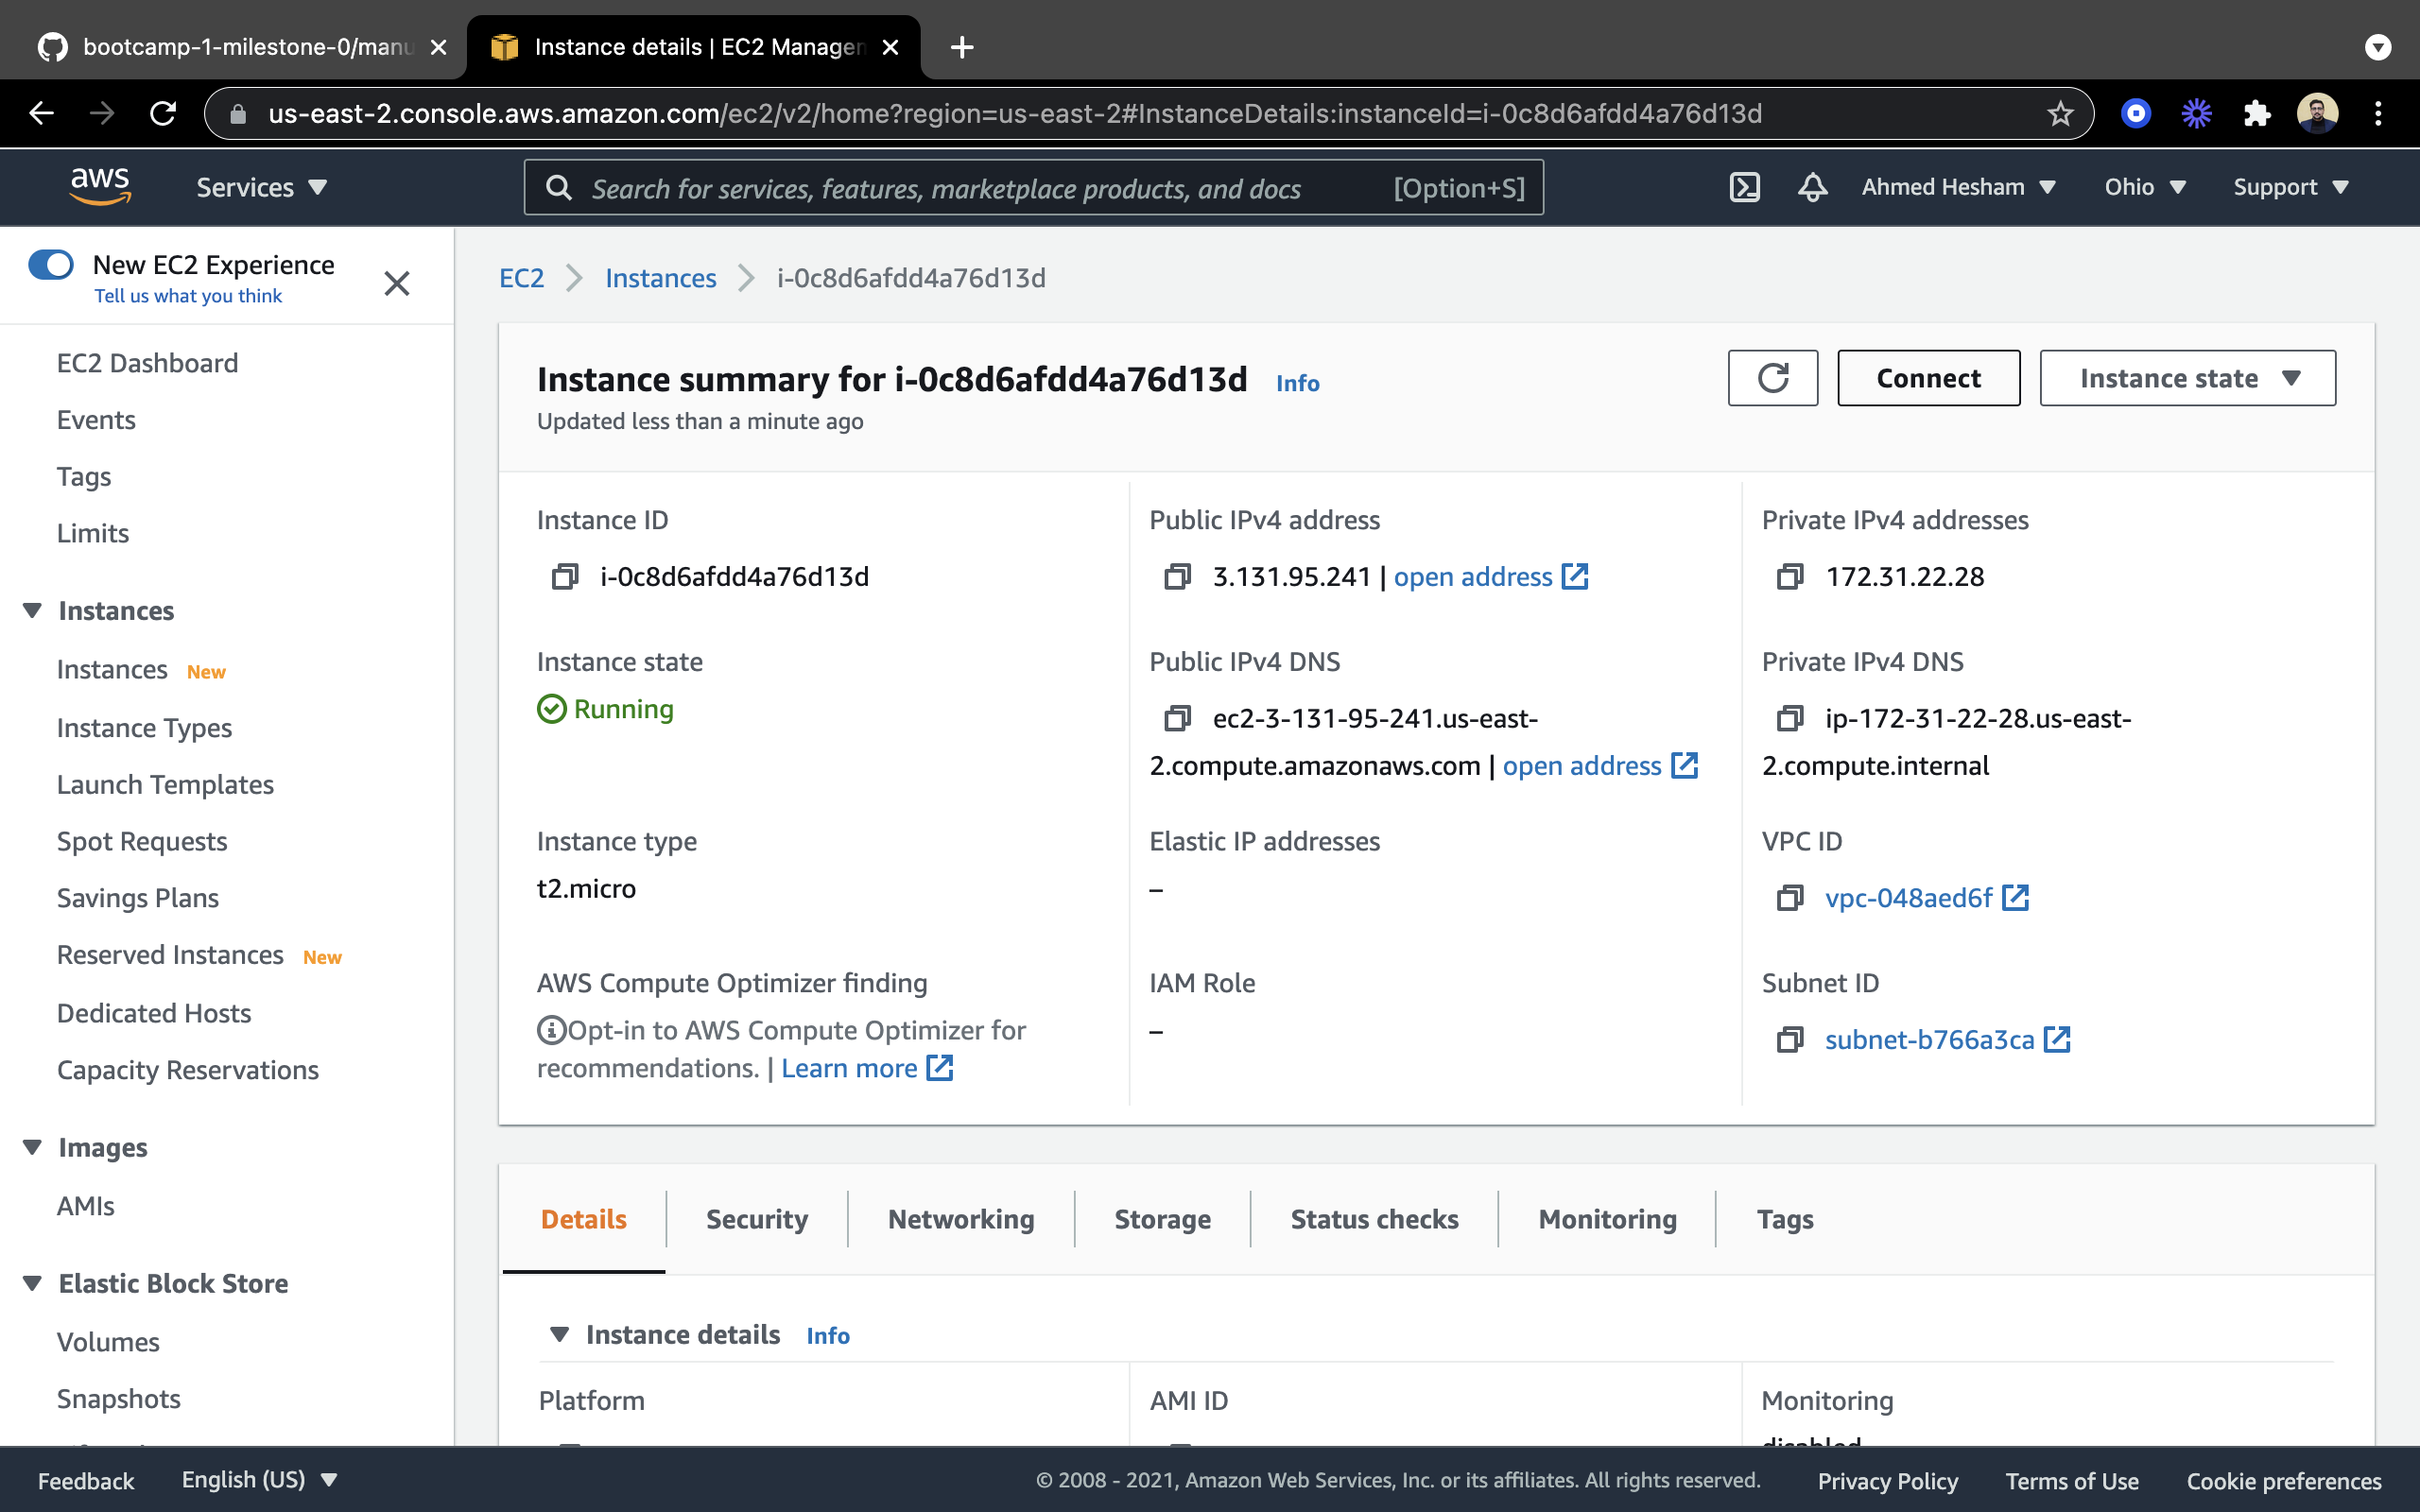 bootcamp-1-milestone-0/manu
Instance details | EC2 Managen
us-east-2.console.aws.amazon.com/ec2/v2/home?region=us-east-2#InstanceDetails:instanceId=i-0c8d6afdd4a76d13d
aws
Services
Search for services, features, marketplace products, and docs [Option+S]
Ahmed Hesham
Ohio
Support
New EC2 Experience
Tell us what you think
EC2 Dashboard
Events
Tags
Limits
Instances
Instances New
Instance Types
Launch Templates
Spot Requests
Savings Plans
Reserved Instances New
Dedicated Hosts
Capacity Reservations
Images
AMIs
Elastic Block Store
Volumes
Snapshots
EC2 > Instances > i-0c8d6afdd4a76d13d
Instance summary for i-0c8d6afdd4a76d13d Info
Updated less than a minute ago
Connect
Instance state
Instance ID
i-0c8d6afdd4a76d13d
Public IPv4 address
3.131.95.241 | open address
Private IPv4 addresses
172.31.22.28
Instance state
Running
Public IPv4 DNS
ec2-3-131-95-241.us-east-
2.compute.amazonaws.com | open address
Private IPv4 DNS
ip-172-31-22-28.us-east-
2.compute.internal
Instance type
t2.micro
Elastic IP addresses
–
VPC ID
vpc-048aed6f
AWS Compute Optimizer finding
Opt-in to AWS Compute Optimizer for
recommendations. | Learn more
IAM Role
–
Subnet ID
subnet-b766a3ca
Details
Security
Networking
Storage
Status checks
Monitoring
Tags
Instance details Info
Platform
AMI ID
Monitoring
disabled
Feedback
English (US)
© 2008 - 2021, Amazon Web Services, Inc. or its affiliates. All rights reserved.
Privacy Policy
Terms of Use
Cookie preferences